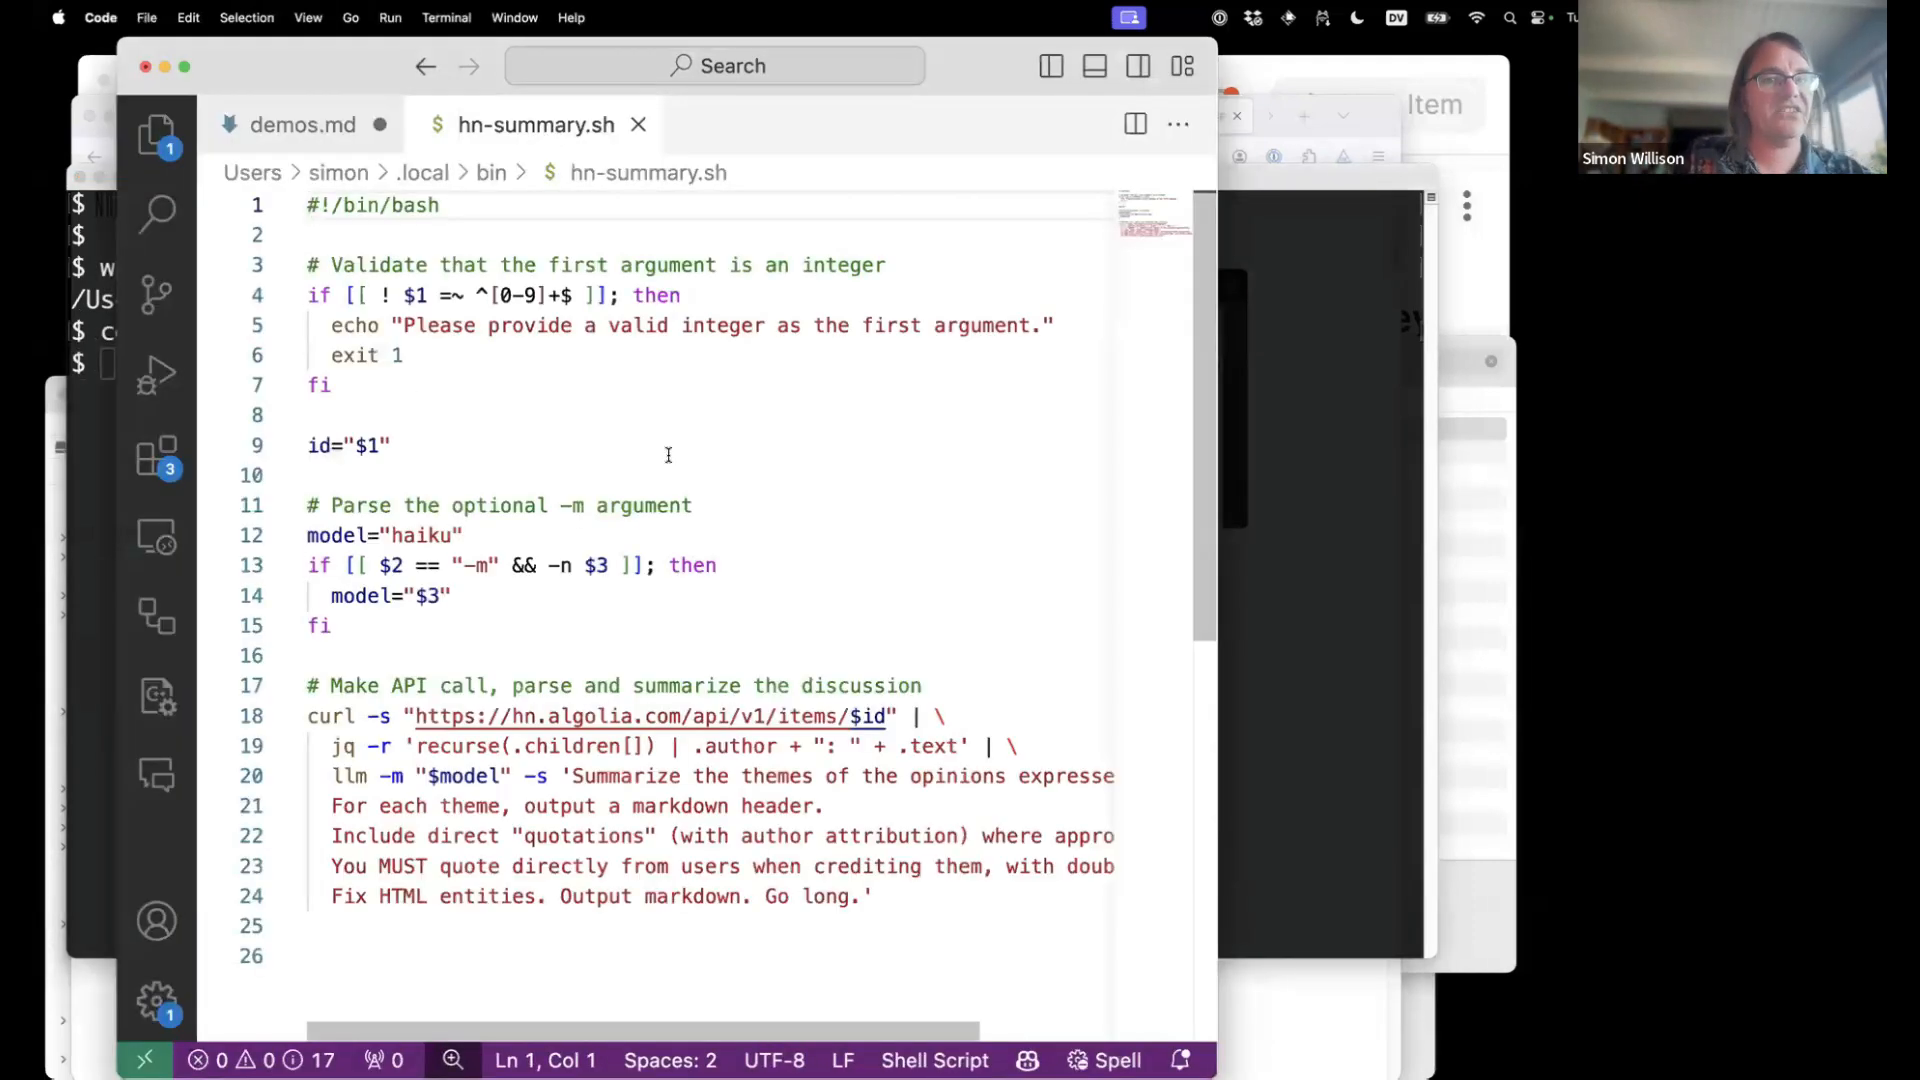 Code File Edit Selection View Go Run Terminal Window Help
DV
Search
Item
demos.md
hn-summary.sh
Users > simon > .local > bin > $ hn-summary.sh
Simon Willison
$
$
$ w
/Us
$ c
$
1 #!/bin/bash
2
3 # Validate that the first argument is an integer
4 if [[ ! $1 =~ ^[0-9]+$ ]]; then
5 echo "Please provide a valid integer as the first argument."
6 exit 1
7 fi
8
9 id="$1"
10
11 # Parse the optional -m argument
12 model="haiku"
13 if [[ $2 == "-m" && -n $3 ]]; then
14 model="$3"
15 fi
16
17 # Make API call, parse and summarize the discussion
18 curl -s "https://hn.algolia.com/api/v1/items/$id" | \
19 jq -r 'recurse(.children[]) | .author + ": " + .text' | \
20 llm -m "$model" -s 'Summarize the themes of the opinions expresse
21 For each theme, output a markdown header.
22 Include direct "quotations" (with author attribution) where appro
23 You MUST quote directly from users when crediting them, with doub
24 Fix HTML entities. Output markdown. Go long.'
25
26
1
3
1
0 0 17 0 Ln 1, Col 1 Spaces: 2 UTF-8 LF Shell Script Spell